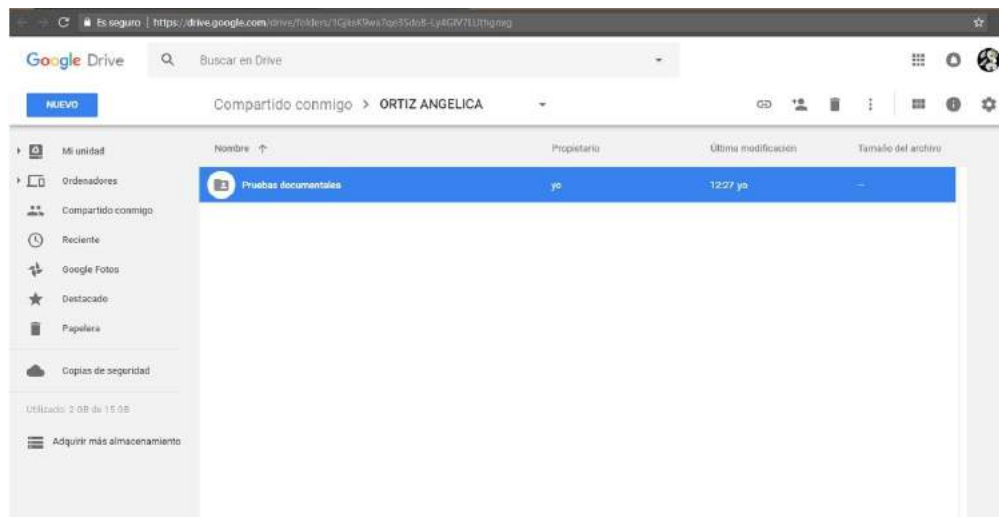 Es seguro | https://drive.google.com/drive/folders/
Google Drive Buscar en Drive
NUEVO Compartido conmigo > ORTIZ ANGELICA
Nombre ↑ Propietario Última modificación Tamaño del archivo
Pruebas documentales yo 12:27 yo —
Mi unidad
Ordenadores
Compartido conmigo
Reciente
Google Fotos
Destacado
Papelera
Copias de seguridad
Utilizado: 2 GB de 15 GB
Adquirir más almacenamiento